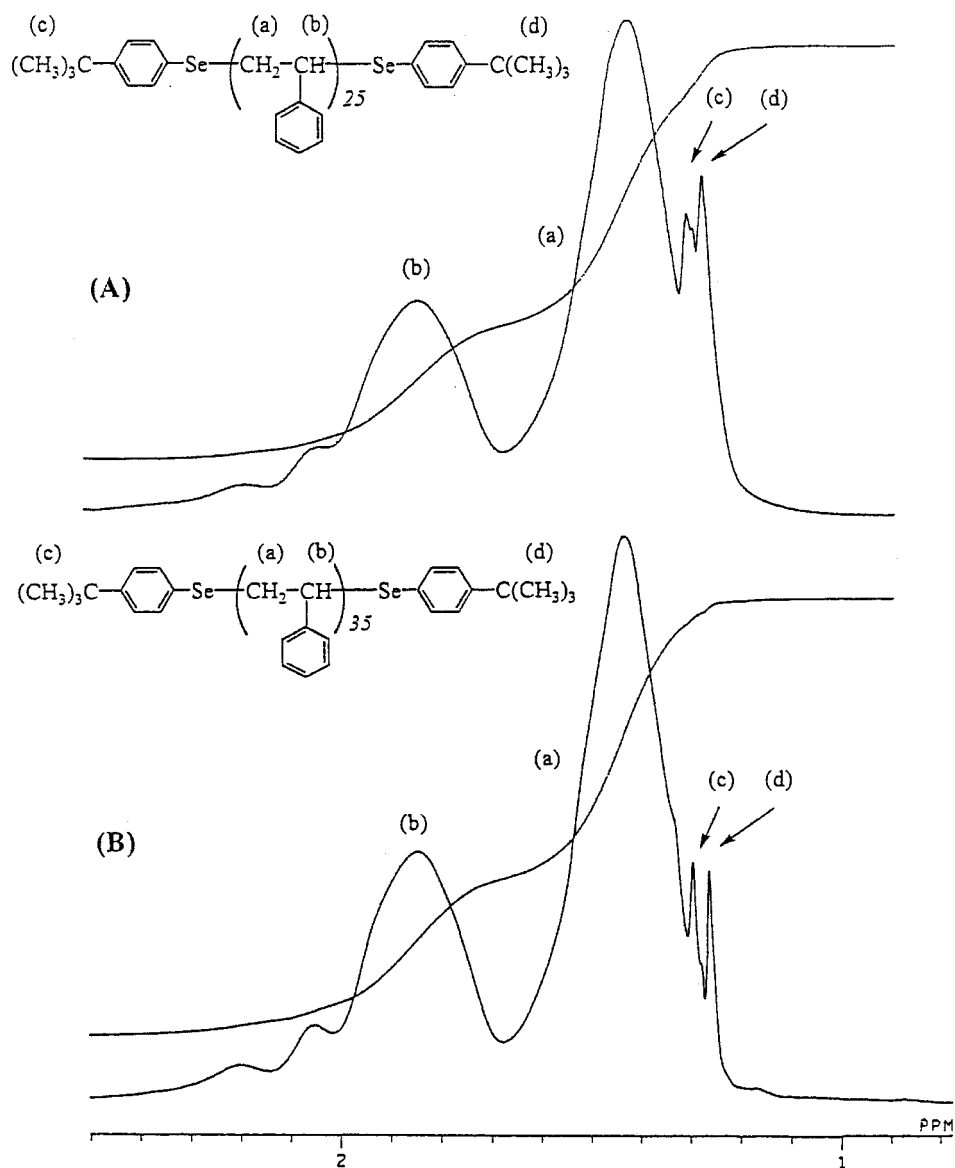 (c) (a) (b) (d)
(CH₃)₃C Se CH₂ CH Se C(CH₃)₃
25
(c) (d)
(a)
(b)
(A)
(c) (a) (b) (d)
(CH₃)₃C Se CH₂ CH Se C(CH₃)₃
35
(a)
(c) (d)
(b)
(B)
PPM
2 1